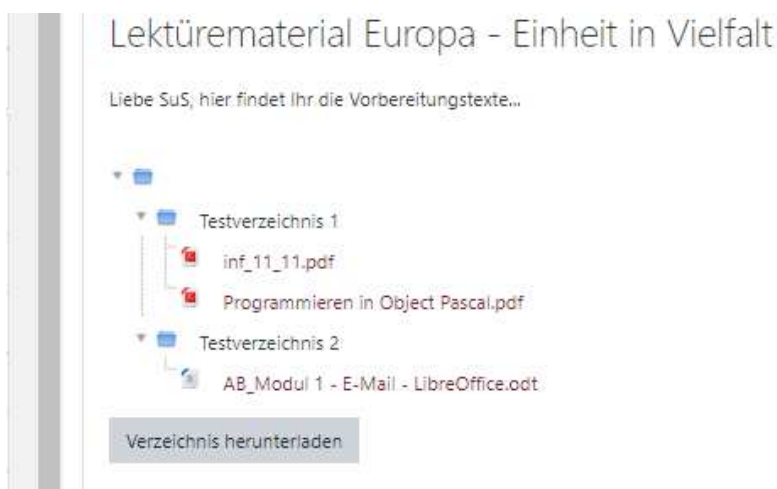 Lektürematerial Europa - Einheit in Vielfalt
Liebe SuS, hier findet Ihr die Vorbereitungstexte...
Testverzeichnis 1
inf_11_11.pdf
Programmieren in Object Pascal.pdf
Testverzeichnis 2
AB_Modul 1 - E-Mail - LibreOffice.odt
Verzeichnis herunterladen